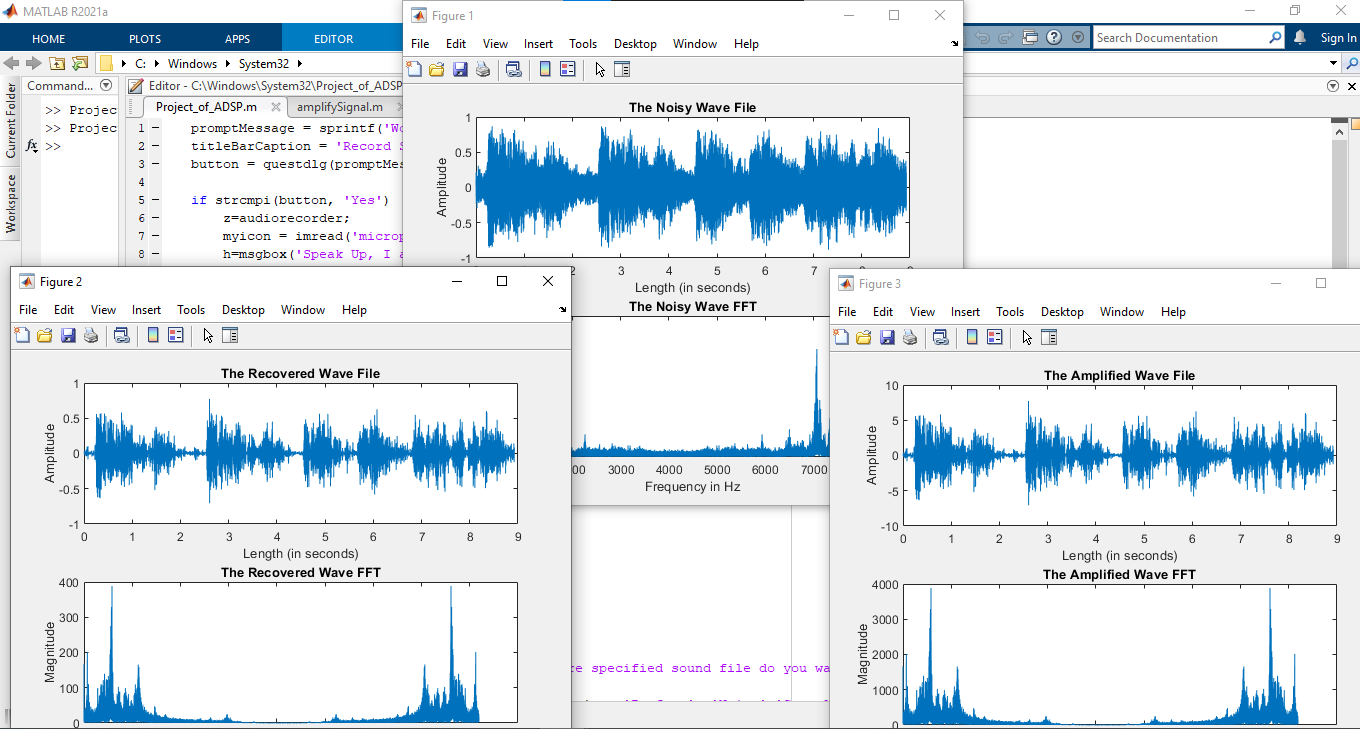 MATLAB R2021a
HOME PLOTS APPS EDITOR
Search Documentation
Sign In
C: Windows System32
Current Folder
Workspace
Command...
>> Projec
>> Projec
fx >>
Editor - C:\Windows\System32\Project_of_ADSP
Project_of_ADSP.m amplifySignal.m
1 promptMessage = sprintf('Wo
2 titleBarCaption = 'Record S
3 button = questdlg(promptMes
4
5 if strcmpi(button, 'Yes')
6 z=audiorecorder;
7 myicon = imread('microp
8 h=msgbox('Speak Up, I a
Figure 1
File Edit View Insert Tools Desktop Window Help
The Noisy Wave File
1
0.5
0
-0.5
-1
Amplitude
2 3 4 5 6 7 8 9
Length (in seconds)
The Noisy Wave FFT
00 3000 4000 5000 6000 7000
Frequency in Hz
Figure 2
File Edit View Insert Tools Desktop Window Help
The Recovered Wave File
1
0.5
0
-0.5
-1
Amplitude
0 1 2 3 4 5 6 7 8 9
Length (in seconds)
The Recovered Wave FFT
400
300
200
100
0
Magnitude
Figure 3
File Edit View Insert Tools Desktop Window Help
The Amplified Wave File
10
5
0
-5
-10
Amplitude
0 1 2 3 4 5 6 7 8 9
Length (in seconds)
The Amplified Wave FFT
4000
3000
2000
1000
0
Magnitude
re specified sound file do you wa